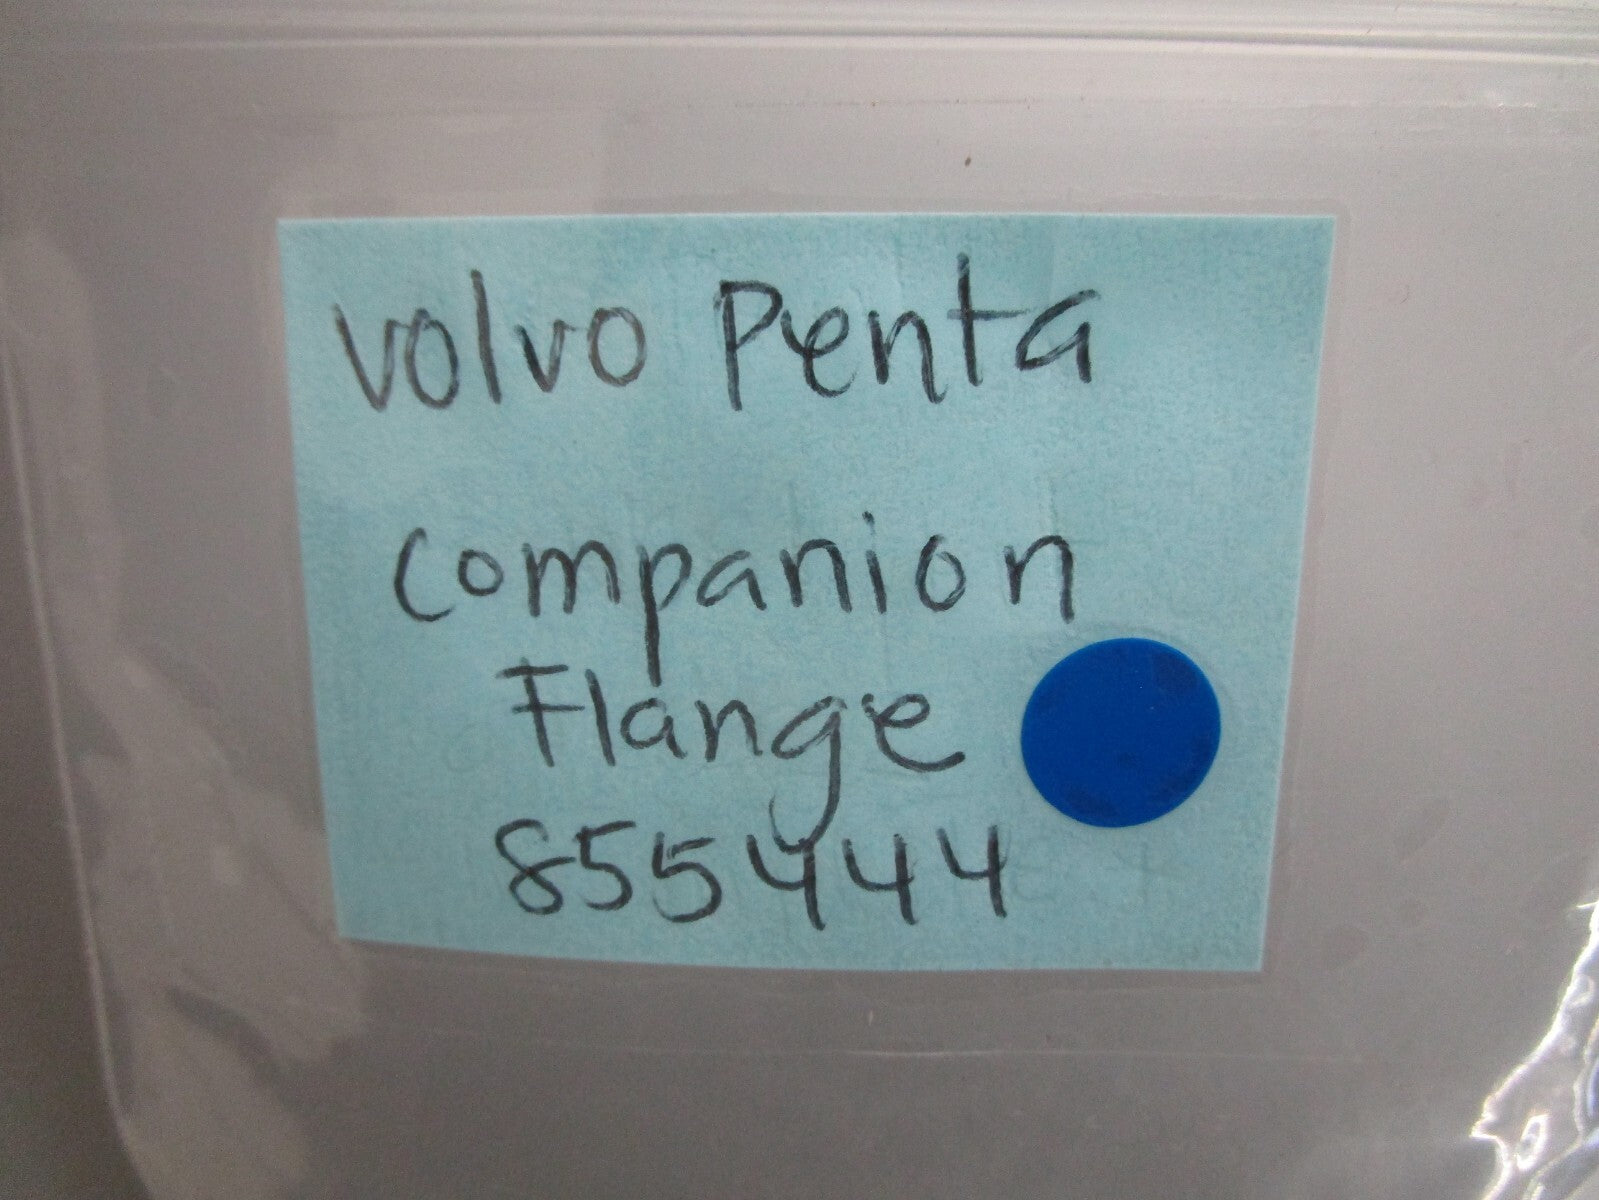 Volvo Penta
Companion
Flange
855444